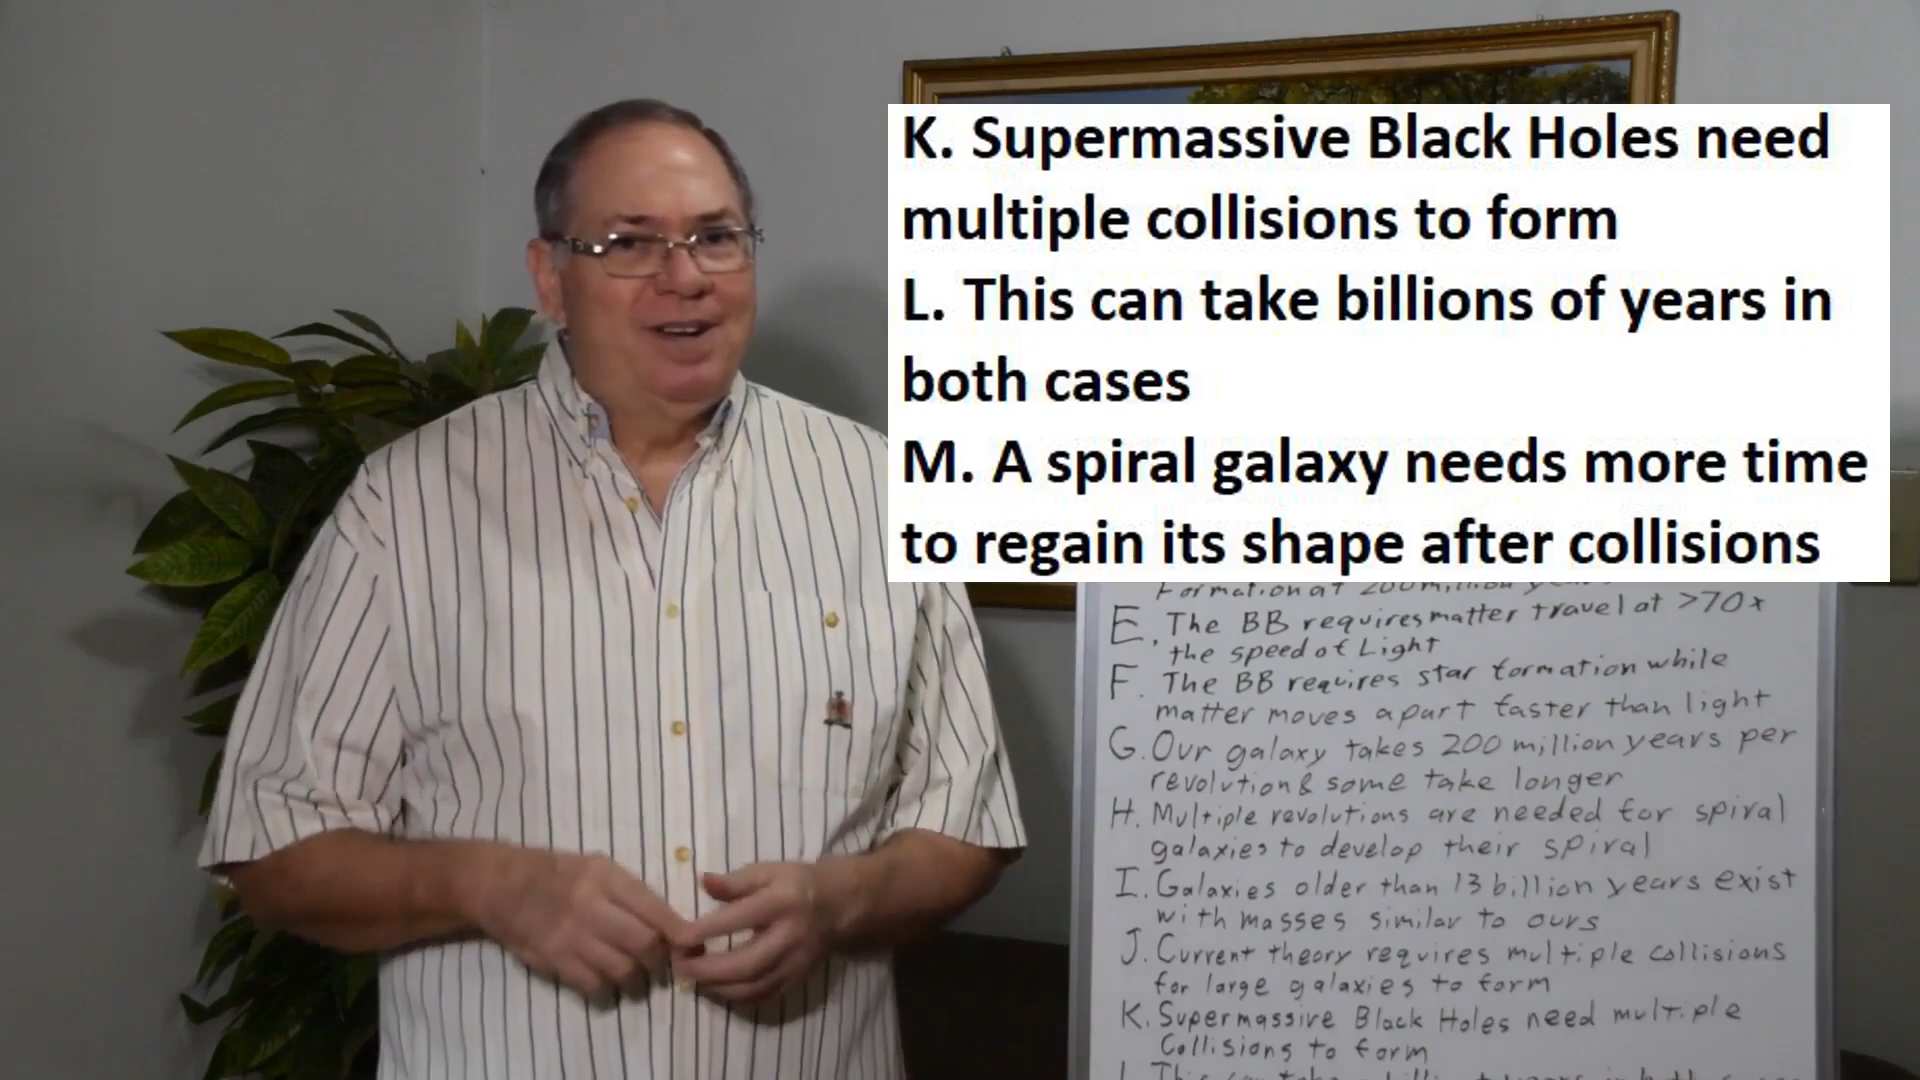 K. Supermassive Black Holes need
multiple collisions to form
L. This can take billions of years in
both cases
M. A spiral galaxy needs more time
to regain its shape after collisions
Formation at 200 million years
E. The BB requires matter travel at >70x
the speed of Light
F. The BB requires star formation while
matter moves apart faster than light
G. Our galaxy takes 200 million years per
revolution & some take longer
H. Multiple revolutions are needed for spiral
galaxies to develop their spiral
I. Galaxies older than 13 billion years exist
with masses similar to ours
J. Current theory requires multiple collisions
for large galaxies to form
K. Supermassive Black Holes need multiple
Collisions to form